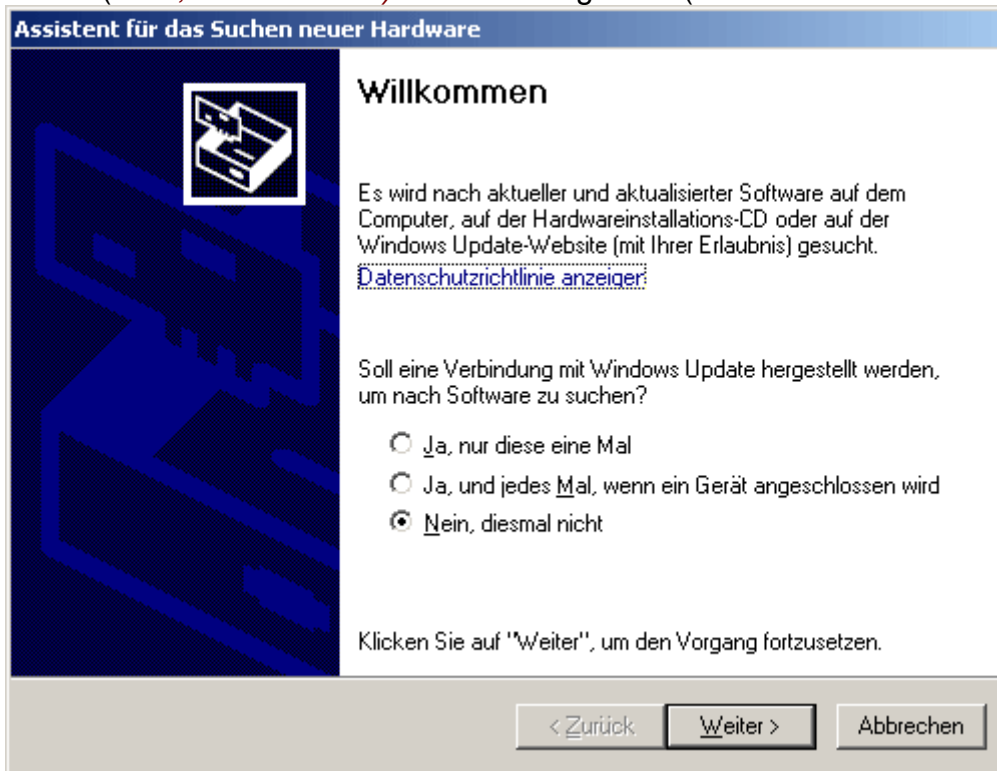 Assistent für das Suchen neuer Hardware
Willkommen
Es wird nach aktueller und aktualisierter Software auf dem
Computer, auf der Hardwareinstallations-CD oder auf der
Windows Update-Website (mit Ihrer Erlaubnis) gesucht.
Datenschutzrichtlinie anzeigen
Soll eine Verbindung mit Windows Update hergestellt werden,
um nach Software zu suchen?
Ja, nur diese eine Mal
Ja, und jedes Mal, wenn ein Gerät angeschlossen wird
Nein, diesmal nicht
Klicken Sie auf "Weiter", um den Vorgang fortzusetzen.
< Zurück Weiter > Abbrechen